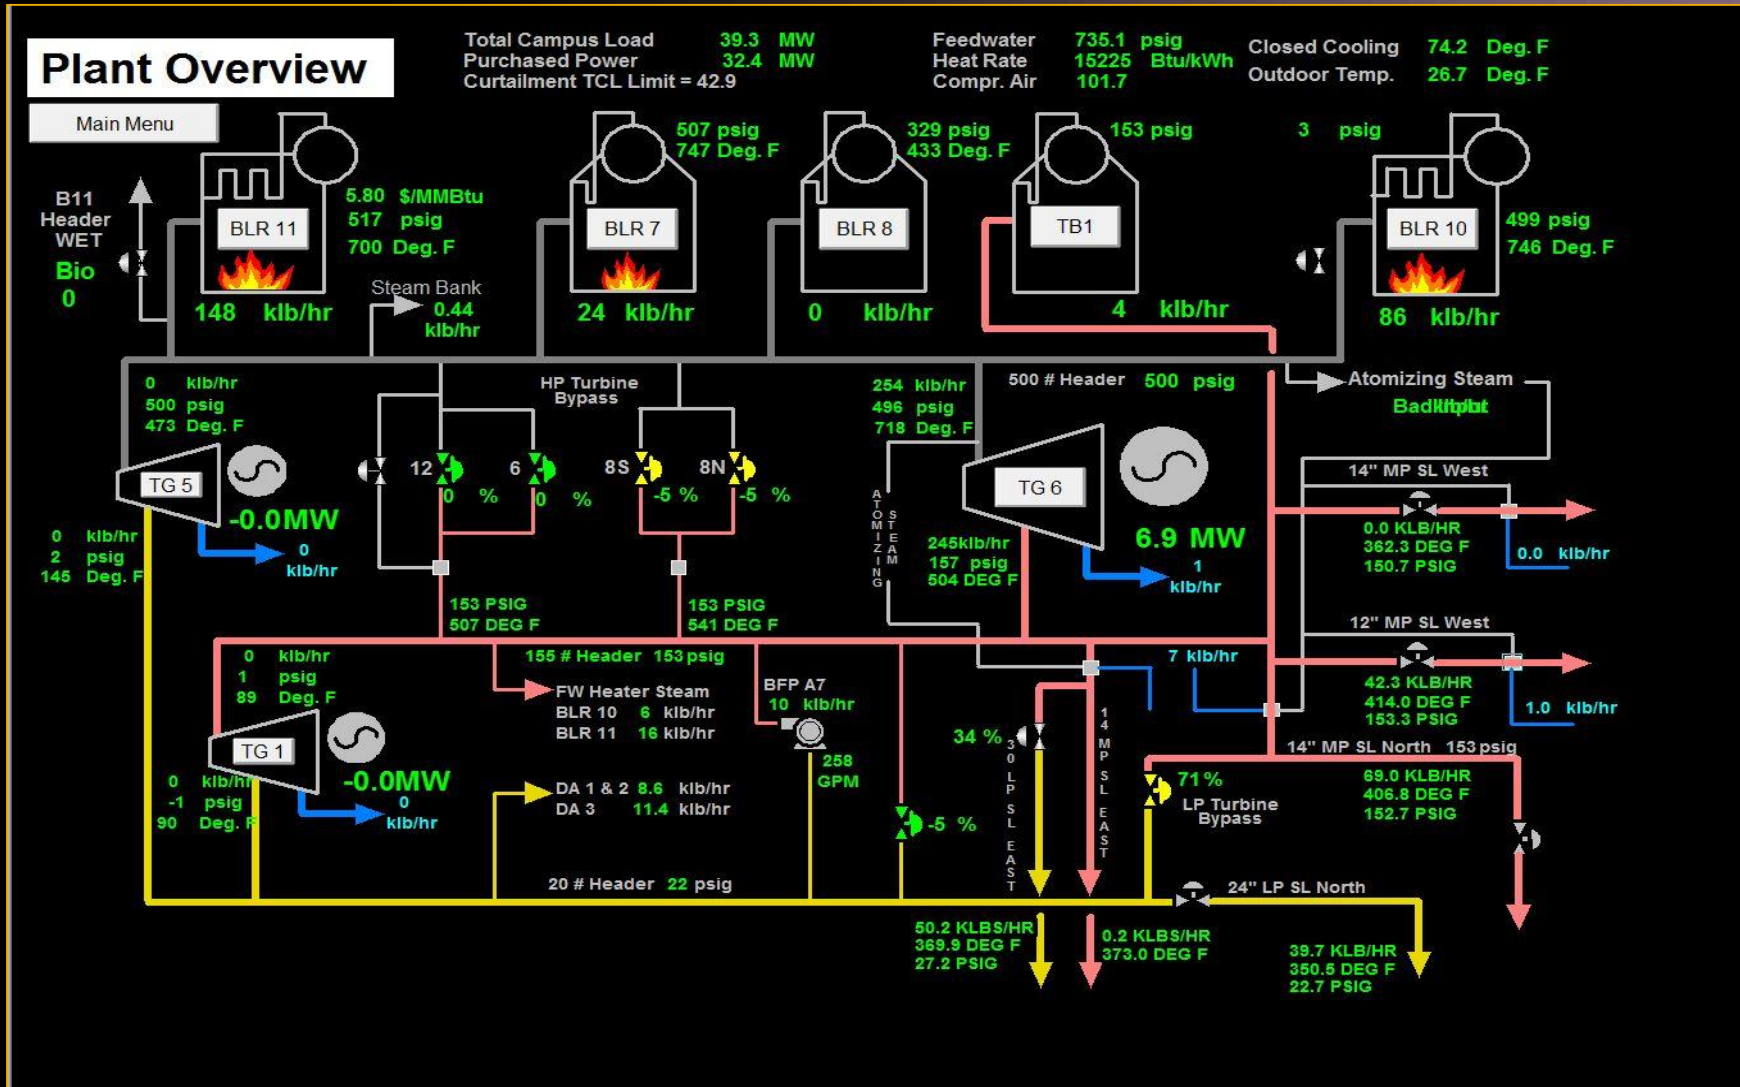 Plant Overview
Main Menu
Total Campus Load 39.3 MW
Purchased Power 32.4 MW
Curtailment TCL Limit = 42.9
Feedwater 735.1 psig
Heat Rate 15225 Btu/kWh
Compr. Air 101.7
Closed Cooling 74.2 Deg. F
Outdoor Temp. 26.7 Deg. F
B11
Header
WET
Bio
0
BLR 11
5.80 $/MMBtu
517 psig
700 Deg. F
148 klb/hr
Steam Bank
0.44
klb/hr
507 psig
747 Deg. F
BLR 7
24 klb/hr
329 psig
433 Deg. F
BLR 8
0 klb/hr
153 psig
TB1
4 klb/hr
3 psig
BLR 10
499 psig
746 Deg. F
86 klb/hr
0 klb/hr
500 psig
473 Deg. F
TG 5
-0.0MW
0
klb/hr
0 klb/hr
2 psig
145 Deg. F
HP Turbine
Bypass
12
0 %
6
0 %
8S
-5 %
8N
-5 %
153 PSIG
507 DEG F
153 PSIG
541 DEG F
254 klb/hr
496 psig
718 Deg. F
500 # Header 500 psig
TG 6
6.9 MW
1
klb/hr
ATOMIZING
STEAM
245klb/hr
157 psig
504 DEG F
Atomizing Steam
14" MP SL West
0.0 KLB/HR
362.3 DEG F
150.7 PSIG
0.0 klb/hr
12" MP SL West
42.3 KLB/HR
414.0 DEG F
153.3 PSIG
1.0 klb/hr
7 klb/hr
155 # Header 153 psig
0 klb/hr
1 psig
89 Deg. F
TG 1
-0.0MW
0
klb/hr
0 klb/hr
-1 psig
90 Deg. F
FW Heater Steam
BLR 10 6 klb/hr
BLR 11 16 klb/hr
BFP A7
10 klb/hr
258
GPM
DA 1 & 2 8.6 klb/hr
DA 3 11.4 klb/hr
-5 %
34 %
30 LP SL EAST
14 MP SL EAST
71%
LP Turbine
Bypass
14" MP SL North 153 psig
69.0 KLB/HR
406.8 DEG F
152.7 PSIG
20 # Header 22 psig
24" LP SL North
50.2 KLBS/HR
369.9 DEG F
27.2 PSIG
0.2 KLBS/HR
373.0 DEG F
39.7 KLB/HR
350.5 DEG F
22.7 PSIG